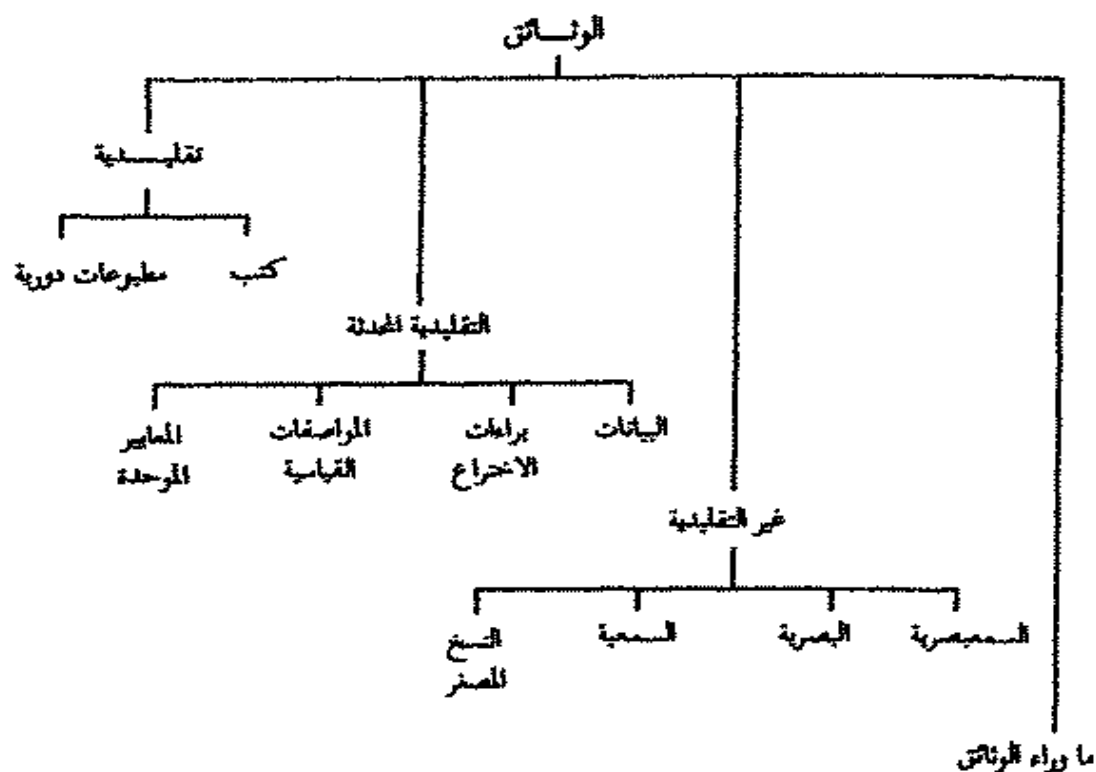 الوثائق
تقليدية
كتب
مطبوعات دورية
التقليدية المحدثة
البيانات
براءات
الاختراع
المواصفات
القياسية
المعايير
الموحدة
غير التقليدية
السمعبصرية
البصرية
السمعية
النسخ
المصغر
ما وراء الوثائق